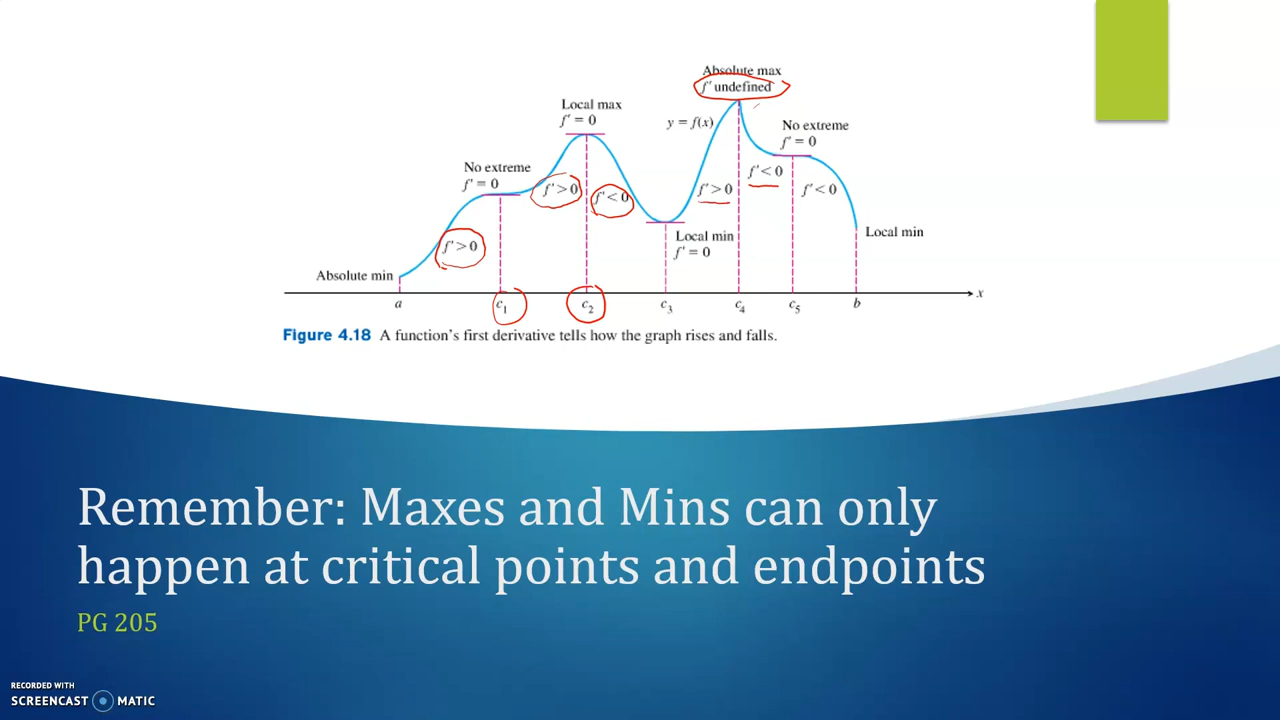 Absolute max
f′ undefined
Local max
f′ = 0
y = f(x)
No extreme
f′ = 0
No extreme
f′ = 0
f′ > 0
f′ < 0
f′ > 0
f′ < 0
f′ < 0
f′ > 0
Local min
f′ = 0
Local min
Absolute min
a
c₁
c₂
c₃
c₄
c₅
b
x
Figure 4.18 A function's first derivative tells how the graph rises and falls.
Remember: Maxes and Mins can only
happen at critical points and endpoints
PG 205
RECORDED WITH
SCREENCAST MATIC